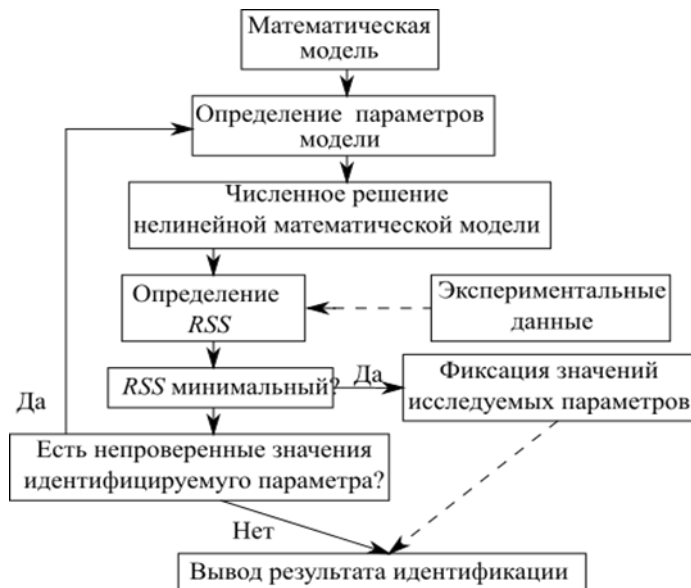 Математическая
модель
Определение параметров
модели
Численное решение
нелинейной математической модели
Определение
RSS
Экспериментальные
данные
RSS минимальный?
Да
Фиксация значений
исследуемых параметров
Да
Есть непроверенные значения
идентифицируемуго параметра?
Нет
Вывод результата идентификации